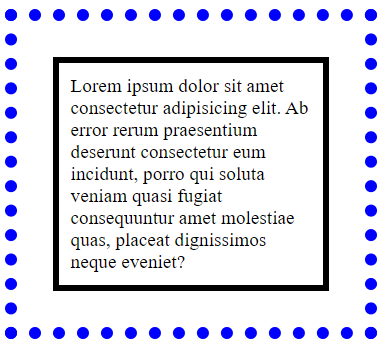 Lorem ipsum dolor sit amet
consectetur adipisicing elit. Ab
error rerum praesentium
deserunt consectetur eum
incidunt, porro qui soluta
veniam quasi fugiat
consequuntur amet molestiae
quas, placeat dignissimos
neque eveniet?